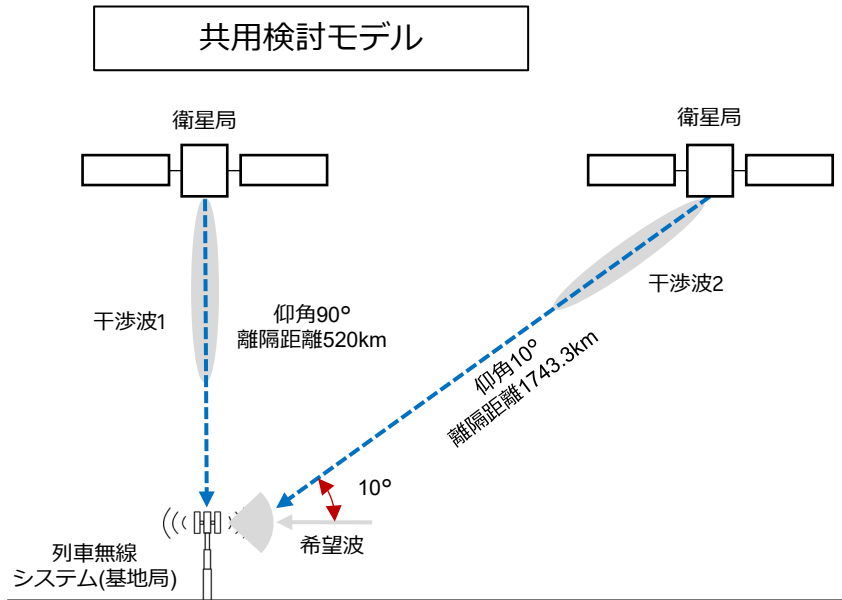 共用検討モデル
衛星局
衛星局
干渉波1
仰角90°
離隔距離520km
干渉波2
仰角10°
離隔距離1743.3km
10°
希望波
列車無線
システム(基地局)